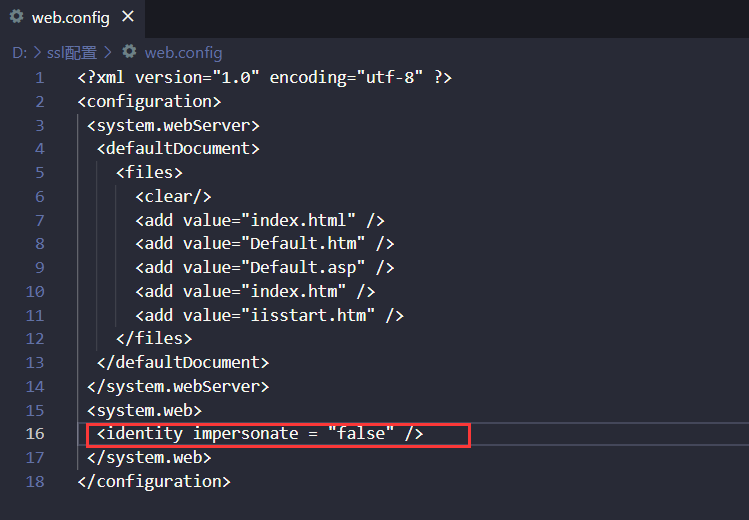 web.config ×
D: > ssl配置 > web.config
1 <?xml version="1.0" encoding="utf-8" ?>
2 <configuration>
3 <system.webServer>
4 <defaultDocument>
5 <files>
6 <clear/>
7 <add value="index.html" />
8 <add value="Default.htm" />
9 <add value="Default.asp" />
10 <add value="index.htm" />
11 <add value="iisstart.htm" />
12 </files>
13 </defaultDocument>
14 </system.webServer>
15 <system.web>
16 <identity impersonate = "false" />
17 </system.web>
18 </configuration>